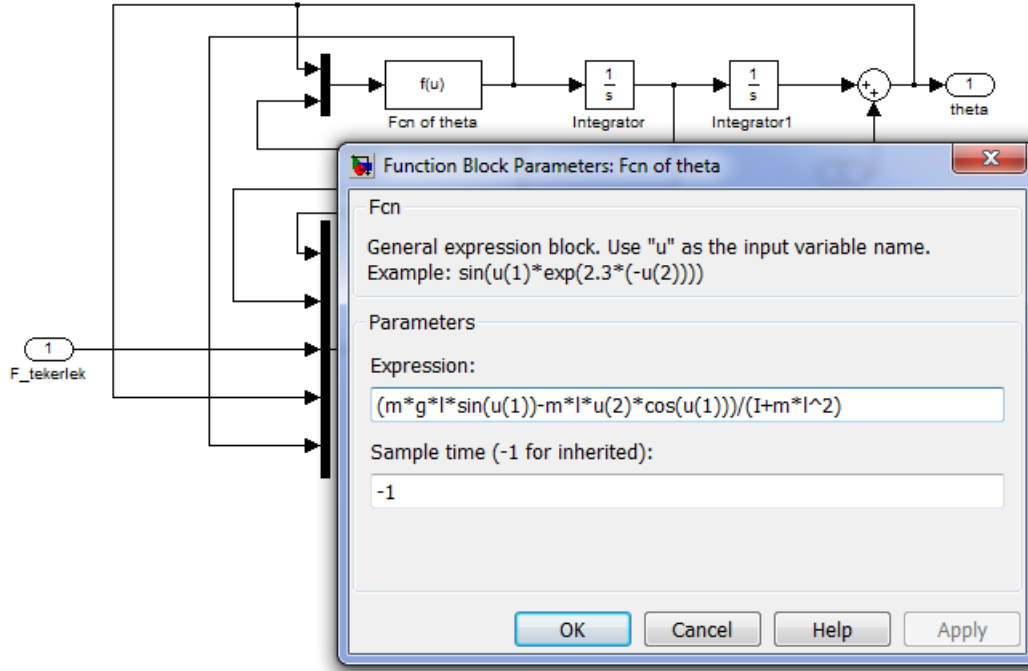 f(u)
1
s
1
s
1
Fcn of theta
Integrator
Integrator1
theta
Function Block Parameters: Fcn of theta
Fcn
General expression block. Use "u" as the input variable name.
Example: sin(u(1)*exp(2.3*(-u(2))))
Parameters
1
F_tekerlek
Expression:
(m*g*l*sin(u(1))-m*l*u(2)*cos(u(1)))/(I+m*l^2)
Sample time (-1 for inherited):
-1
OK Cancel Help Apply